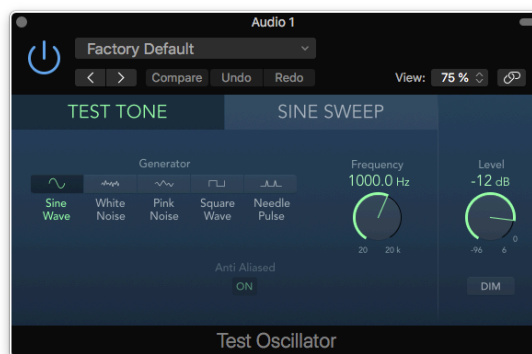 Audio 1
Factory Default
Compare Undo Redo View: 75 %
TEST TONE SINE SWEEP
Generator Frequency Level
1000.0 Hz -12 dB
Sine Wave
White Noise
Pink Noise
Square Wave
Needle Pulse
20 20 k
-96 6 0
Anti Aliased
ON
DIM
Test Oscillator